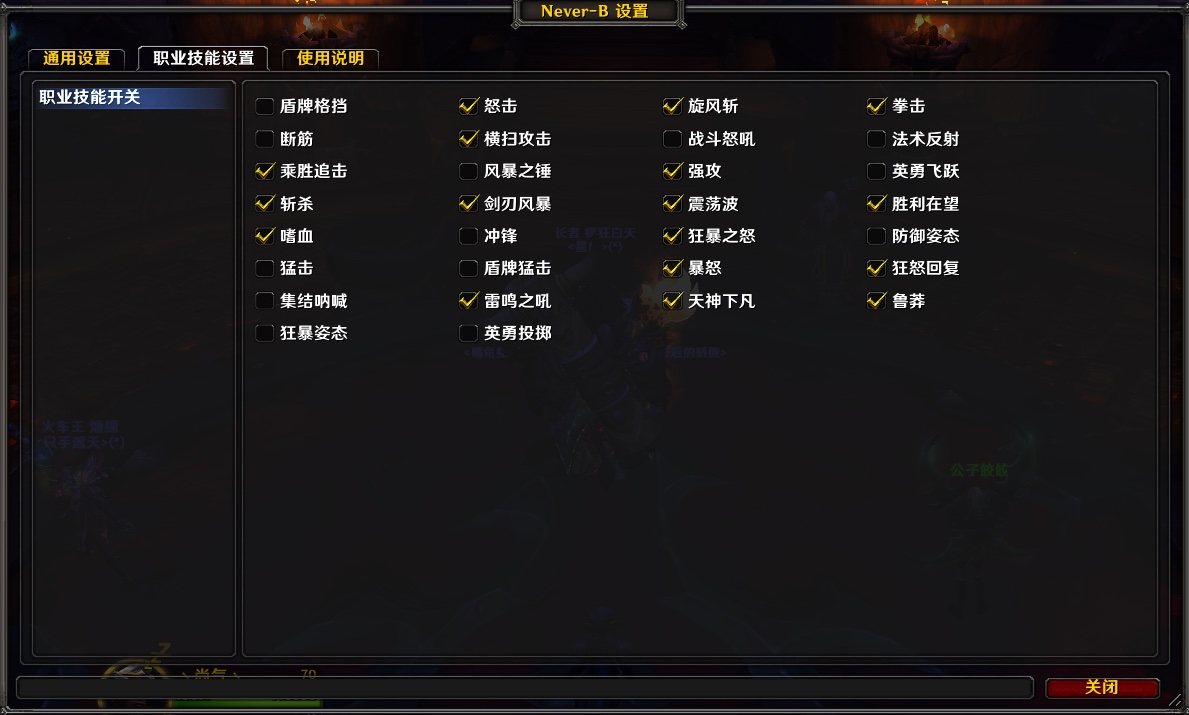 Never-B 设置
通用设置 职业技能设置 使用说明
职业技能开关
盾牌格挡 怒击 旋风斩 拳击
断筋 横扫攻击 战斗怒吼 法术反射
乘胜追击 风暴之锤 强攻 英勇飞跃
斩杀 剑刃风暴 震荡波 胜利在望
嗜血 冲锋 狂暴之怒 防御姿态
猛击 盾牌猛击 暴怒 狂怒回复
集结呐喊 雷鸣之吼 天神下凡 鲁莽
狂暴姿态 英勇投掷
关闭